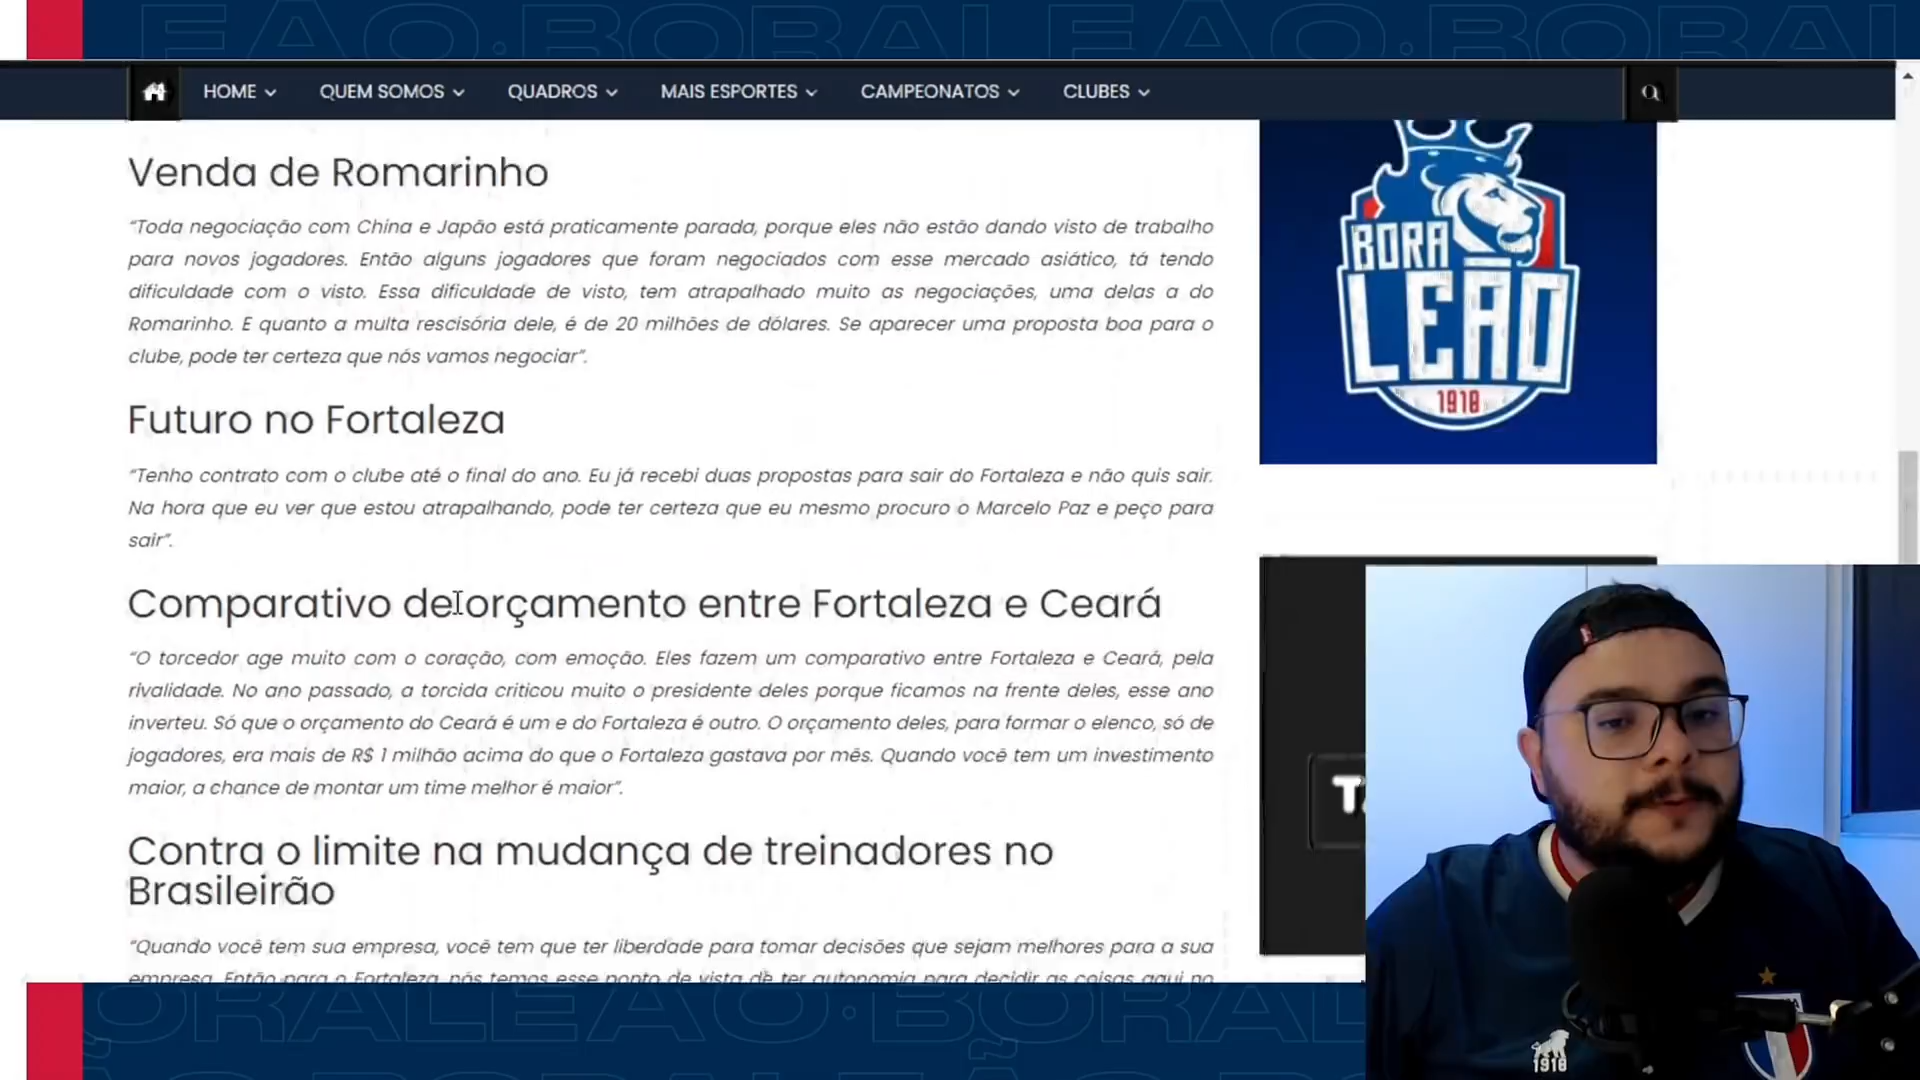 EAO·BORALEAO·BORAL
HOME
QUEM SOMOS
QUADROS
MAIS ESPORTES
CAMPEONATOS
CLUBES
Venda de Romarinho
“Toda negociação com China e Japão está praticamente parada, porque eles não estão dando visto de trabalho
para novos jogadores. Então alguns jogadores que foram negociados com esse mercado asiático, tá tendo
dificuldade com o visto. Essa dificuldade de visto, tem atrapalhado muito as negociações, uma delas a do
Romarinho. E quanto a multa rescisória dele, é de 20 milhões de dólares. Se aparecer uma proposta boa para o
clube, pode ter certeza que nós vamos negociar”.
Futuro no Fortaleza
“Tenho contrato com o clube até o final do ano. Eu já recebi duas propostas para sair do Fortaleza e não quis sair.
Na hora que eu ver que estou atrapalhando, pode ter certeza que eu mesmo procuro o Marcelo Paz e peço para
sair”.
Comparativo de orçamento entre Fortaleza e Ceará
“O torcedor age muito com o coração, com emoção. Eles fazem um comparativo entre Fortaleza e Ceará, pela
rivalidade. No ano passado, a torcida criticou muito o presidente deles porque ficamos na frente deles, esse ano
inverteu. Só que o orçamento do Ceará é um e do Fortaleza é outro. O orçamento deles, para formar o elenco, só de
jogadores, era mais de R$ 1 milhão acima do que o Fortaleza gastava por mês. Quando você tem um investimento
maior, a chance de montar um time melhor é maior”.
Contra o limite na mudança de treinadores no
Brasileirão
“Quando você tem sua empresa, você tem que ter liberdade para tomar decisões que sejam melhores para a sua
empresa. Então para o Fortaleza, nós temos esse ponto de vista de ter autonomia para decidir as coisas aqui no
BORA
LEÃO
1918
T
1918
ORALEAO·BORAL